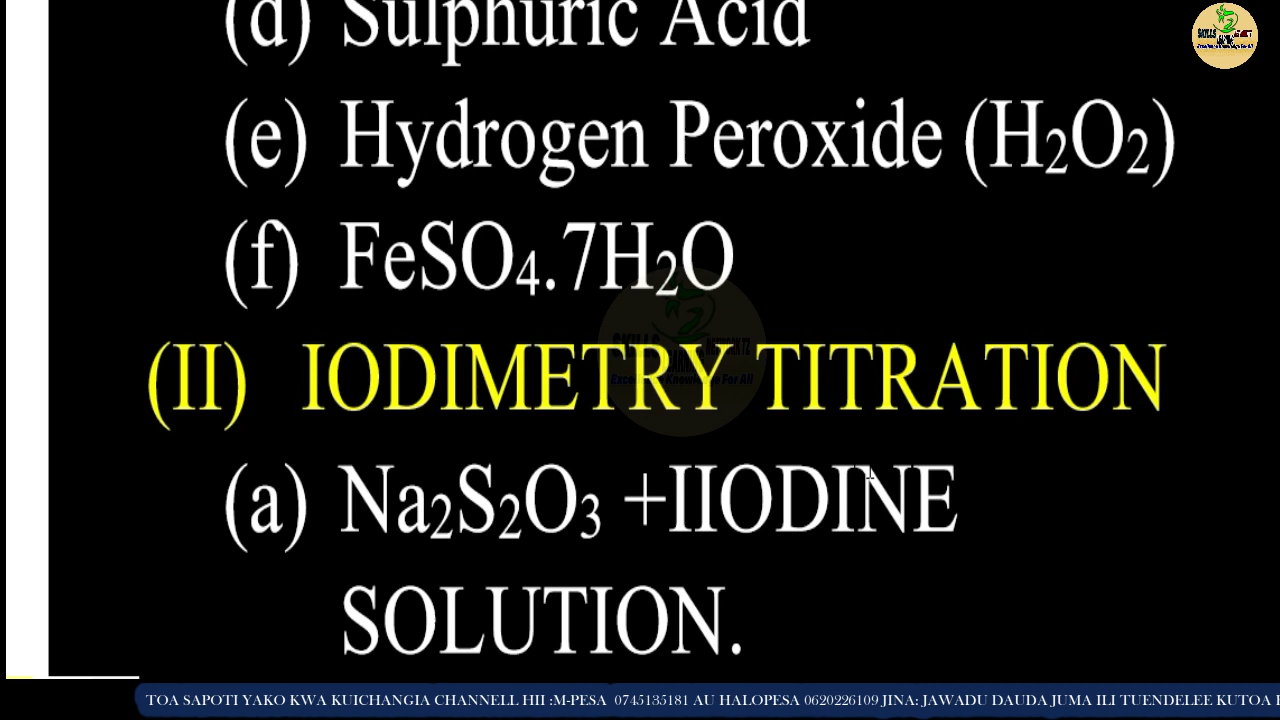 (d) Sulphuric Acid
(e) Hydrogen Peroxide (H₂O₂)
(f) FeSO₄.7H₂O
(II) IODIMETRY TITRATION
(a) Na₂S₂O₃ +IIODINE
SOLUTION.
TOA SAPOTI YAKO KWA KUICHANGIA CHANNELL HII :M-PESA 0745135181 AU HALOPESA 0620226109 JINA: JAWADU DAUDA JUMA ILI TUENDELEE KUTOA